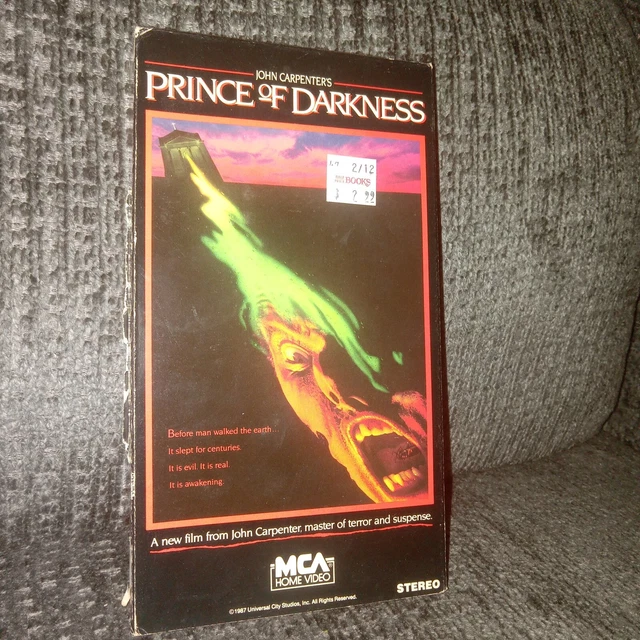 JOHN CARPENTER'S
PRINCE OF DARKNESS
2/12
BOOKS
Before man walked the earth...
It slept for centuries.
It is evil. It is real.
It is awakening.
A new film from John Carpenter, master of terror and suspense.
MCA
HOME VIDEO
STEREO
©1987 Universal City Studios, Inc. All Rights Reserved.